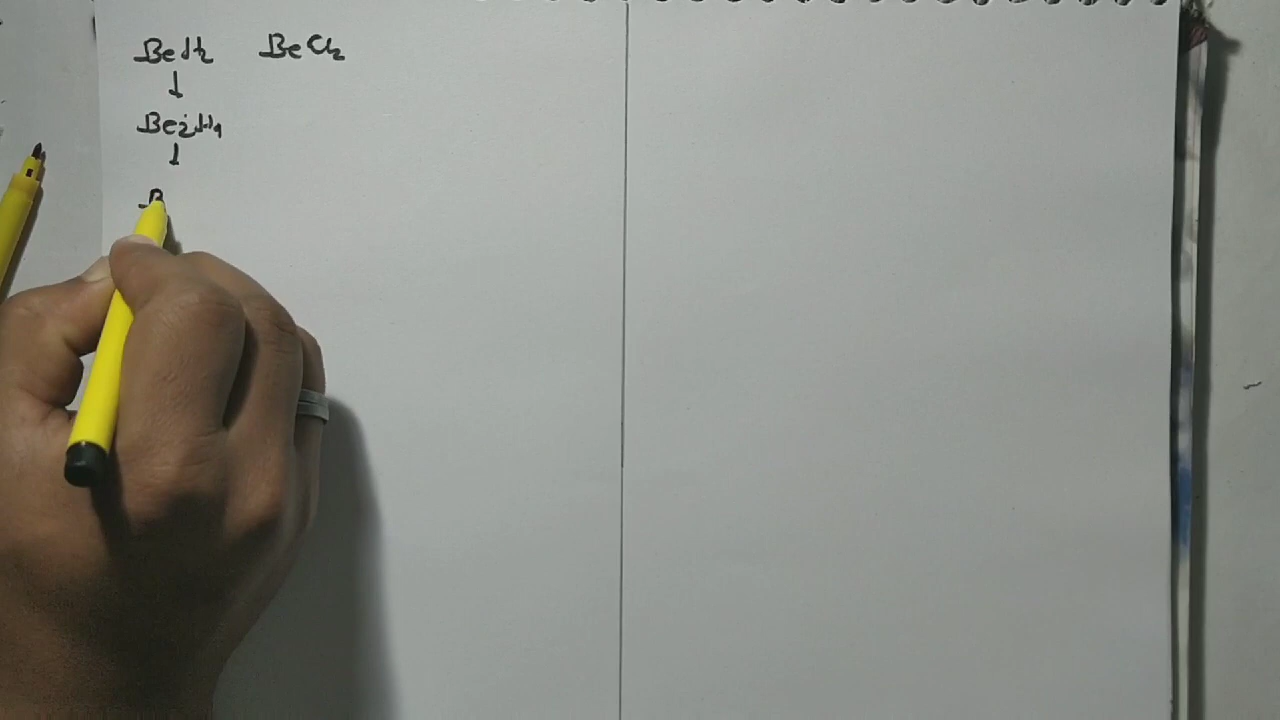 BeH₂ BeCl₂
↓
Be₂H₄
↓
B